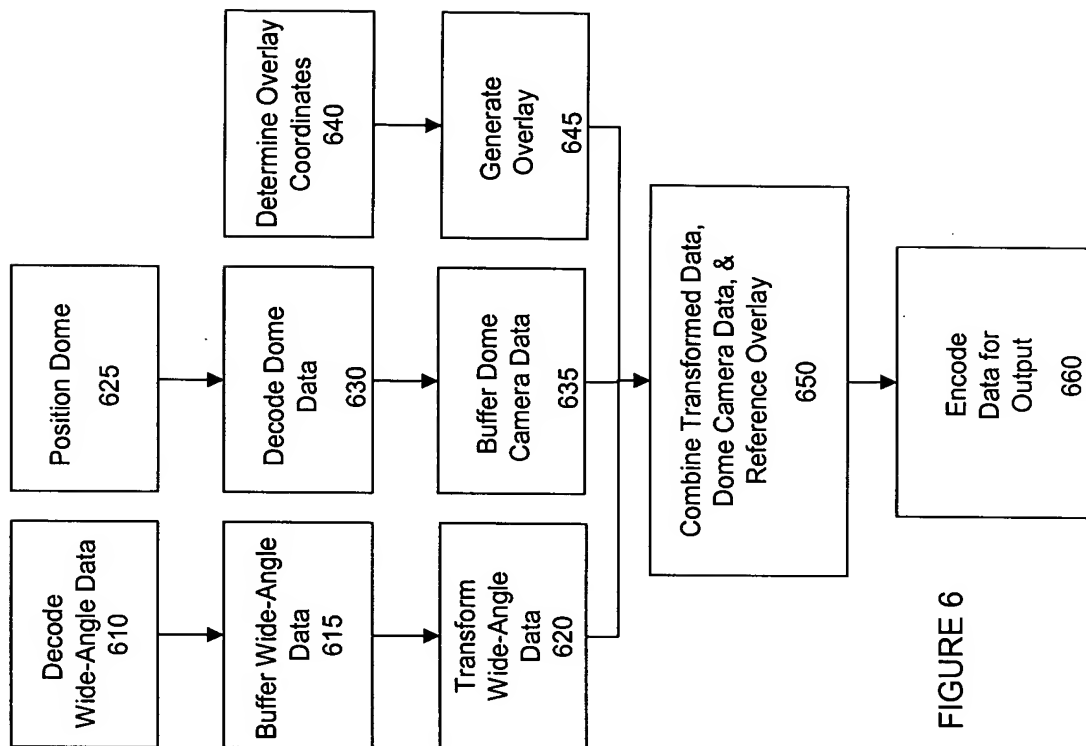 Decode
Wide-Angle Data
610
Buffer Wide-Angle
Data
615
Transform
Wide-Angle
Data
620
Position Dome
625
Decode Dome
Data
630
Buffer Dome
Camera Data
635
Determine Overlay
Coordinates
640
Generate
Overlay
645
Combine Transformed Data,
Dome Camera Data, &
Reference Overlay
650
Encode
Data for
Output
660
FIGURE 6